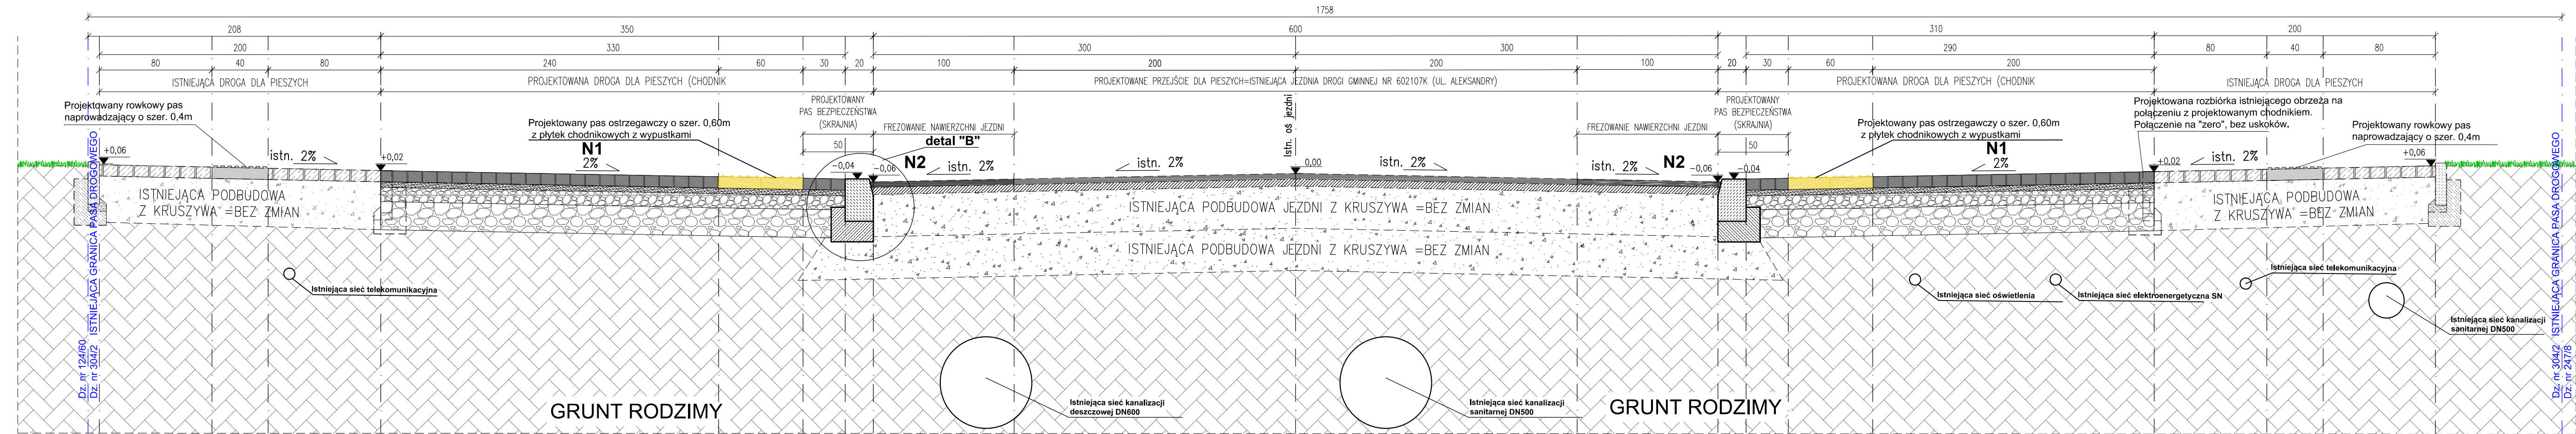 1758
208
350
600
310
200
200
330
300
300
290
80
40
80
240
60
30
20
100
200
200
100
20
30
60
200
80
40
80
ISTNIEJĄCA DROGA DLA PIESZYCH
PROJEKTOWANA DROGA DLA PIESZYCH (CHODNIK
PROJEKTOWANE PRZEJŚCIE DLA PIESZYCH=ISTNIEJĄCA JEZDNIA DROGI GMINNEJ NR 602107K (UL. ALEKSANDRY)
PROJEKTOWANA DROGA DLA PIESZYCH (CHODNIK
ISTNIEJĄCA DROGA DLA PIESZYCH
Projektowany rowkowy pas
naprowadzający o szer. 0,4m
Projektowany pas ostrzegawczy o szer. 0,60m
z płytek chodnikowych z wypustkami
PROJEKTOWANY
PAS BEZPIECZEŃSTWA
(SKRAJNIA)
FREZOWANIE NAWIERZCHNI JEZDNI
Istn. oś jezdni
FREZOWANIE NAWIERZCHNI JEZDNI
PROJEKTOWANY
PAS BEZPIECZEŃSTWA
(SKRAJNIA)
Projektowany pas ostrzegawczy o szer. 0,60m
z płytek chodnikowych z wypustkami
Projektowana rozbiórka istniejącego obrzeża na
połączeniu z projektowanym chodnikiem.
Połączenie na "zero", bez uskoków.
Projektowany rowkowy pas
naprowadzający o szer. 0,4m
50
detal "B"
50
+0,06
istn. 2%
+0,02
N1
2%
-0,04
-0,06
N2
istn. 2%
istn. 2%
0,00
istn. 2%
istn. 2%
N2
-0,06
-0,04
N1
2%
+0,02
istn. 2%
+0,06
ISTNIEJĄCA PODBUDOWA
Z KRUSZYWA =BEZ ZMIAN
ISTNIEJĄCA PODBUDOWA JEZDNI Z KRUSZYWA =BEZ ZMIAN
ISTNIEJĄCA PODBUDOWA JEZDNI Z KRUSZYWA =BEZ ZMIAN
ISTNIEJĄCA PODBUDOWA
Z KRUSZYWA =BEZ ZMIAN
Istniejąca sieć telekomunikacyjna
Istniejąca sieć oświetlenia
Istniejąca sieć elektroenergetyczna SN
Istniejąca sieć telekomunikacyjna
Istniejąca sieć kanalizacji
sanitarnej DN500
Istniejąca sieć kanalizacji
deszczowej DN600
Istniejąca sieć kanalizacji
sanitarnej DN500
GRUNT RODZIMY
GRUNT RODZIMY
Dz. nr 124/60
Dz. nr 304/2 ISTNIEJĄCA GRANICA PASA DROGOWEGO
Dz. nr 304/2 ISTNIEJĄCA GRANICA PASA DROGOWEGO
Dz. nr 247/8